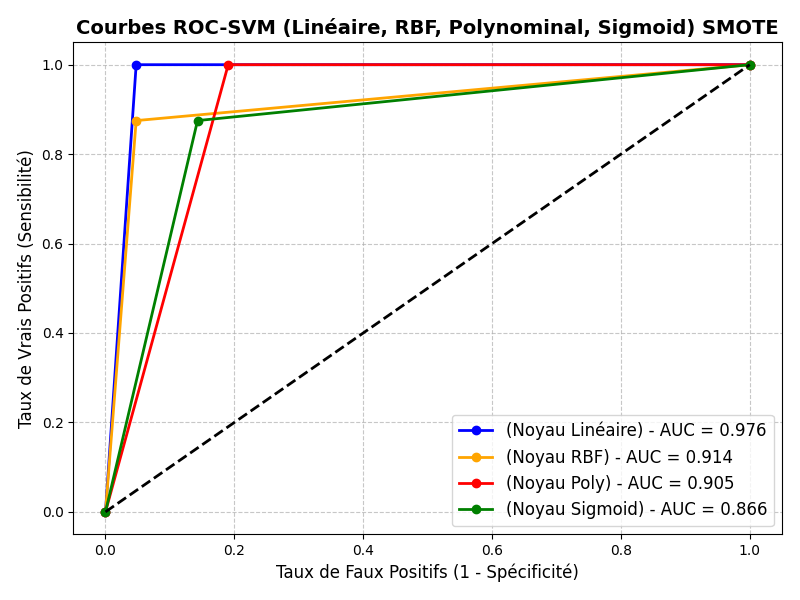 Courbes ROC-SVM (Linéaire, RBF, Polynominal, Sigmoid) SMOTE
Taux de Vrais Positifs (Sensibilité)
1.0
0.8
0.6
0.4
0.2
0.0
(Noyau Linéaire) - AUC = 0.976
(Noyau RBF) - AUC = 0.914
(Noyau Poly) - AUC = 0.905
(Noyau Sigmoid) - AUC = 0.866
0.0 0.2 0.4 0.6 0.8 1.0
Taux de Faux Positifs (1 - Spécificité)